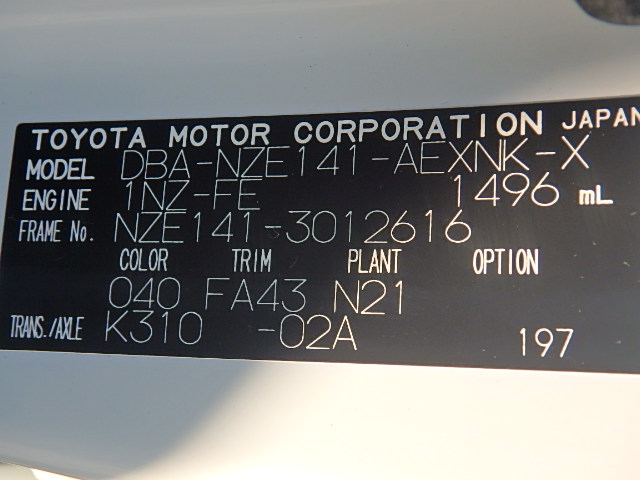 TOYOTA MOTOR CORPORATION JAPAN
MODEL DBA-NZE141-AEXNK-X
ENGINE 1NZ-FE 1496 mL
FRAME No. NZE141-3012616
COLOR TRIM PLANT OPTION
040 FA43 N21
TRANS./AXLE K310 -02A 197